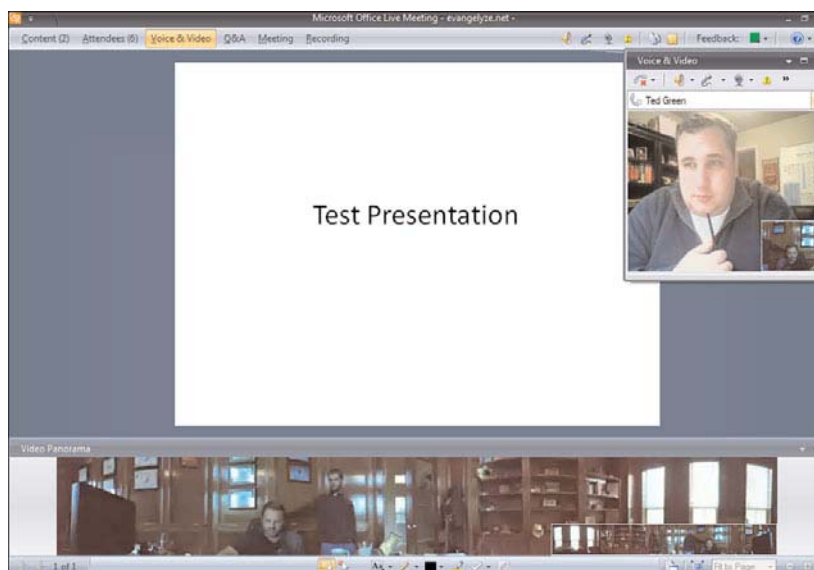 Microsoft Office Live Meeting - evangelyze.net -
Content (2) Attendees (6) Voice & Video Q&A Meeting Recording Feedback:
Voice & Video
Ted Green
Test Presentation
Video Panorama
1 of 1 Aa Fit to Page